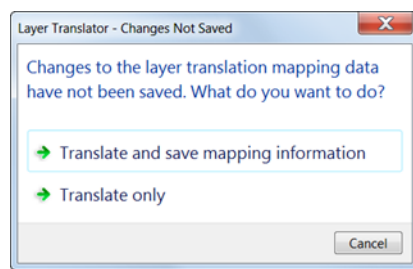 Layer Translator - Changes Not Saved
Changes to the layer translation mapping data
have not been saved. What do you want to do?
Translate and save mapping information
Translate only
Cancel